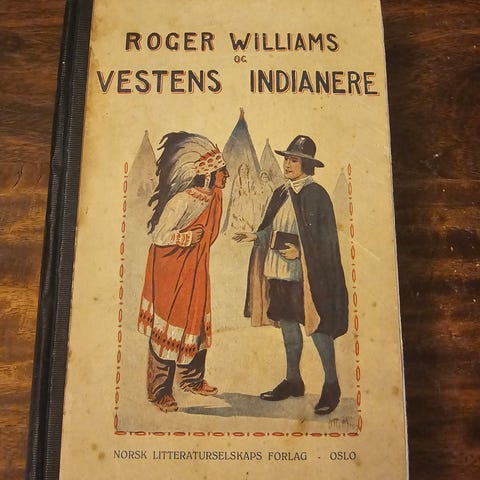 ROGER WILLIAMS
OG
VESTENS INDIANERE
NORSK LITTERATURSELSKAPS FORLAG - OSLO